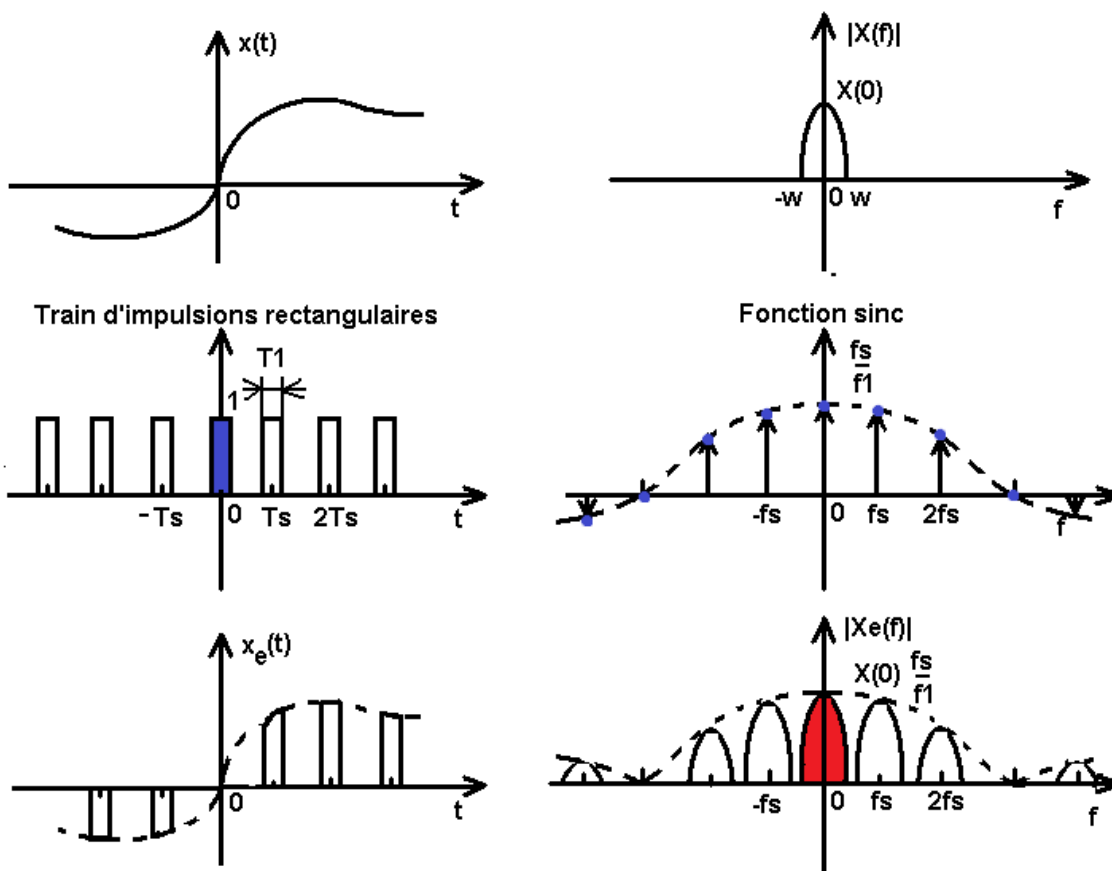 x(t)
0
t
|X(f)|
X(0)
-w 0 w
f
Train d'impulsions rectangulaires
T1
1
-Ts 0 Ts 2Ts t
Fonction sinc
fs
f1
-fs 0 fs 2fs f
xe(t)
0
t
|Xe(f)|
X(0) fs
f1
-fs 0 fs 2fs f